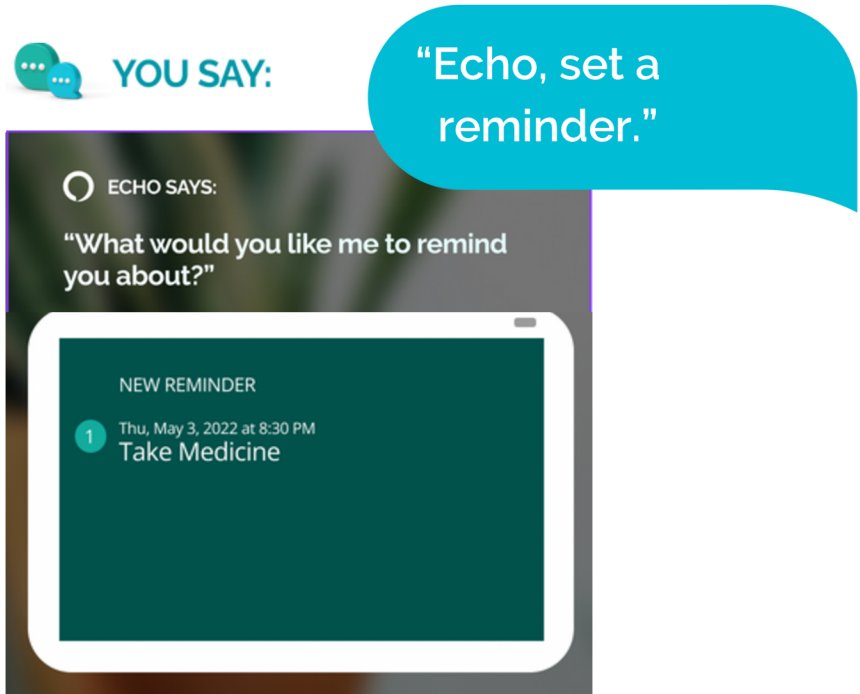 YOU SAY:
“Echo, set a
reminder.”
ECHO SAYS:
“What would you like me to remind
you about?”
NEW REMINDER
1
Thu, May 3, 2022 at 8:30 PM
Take Medicine